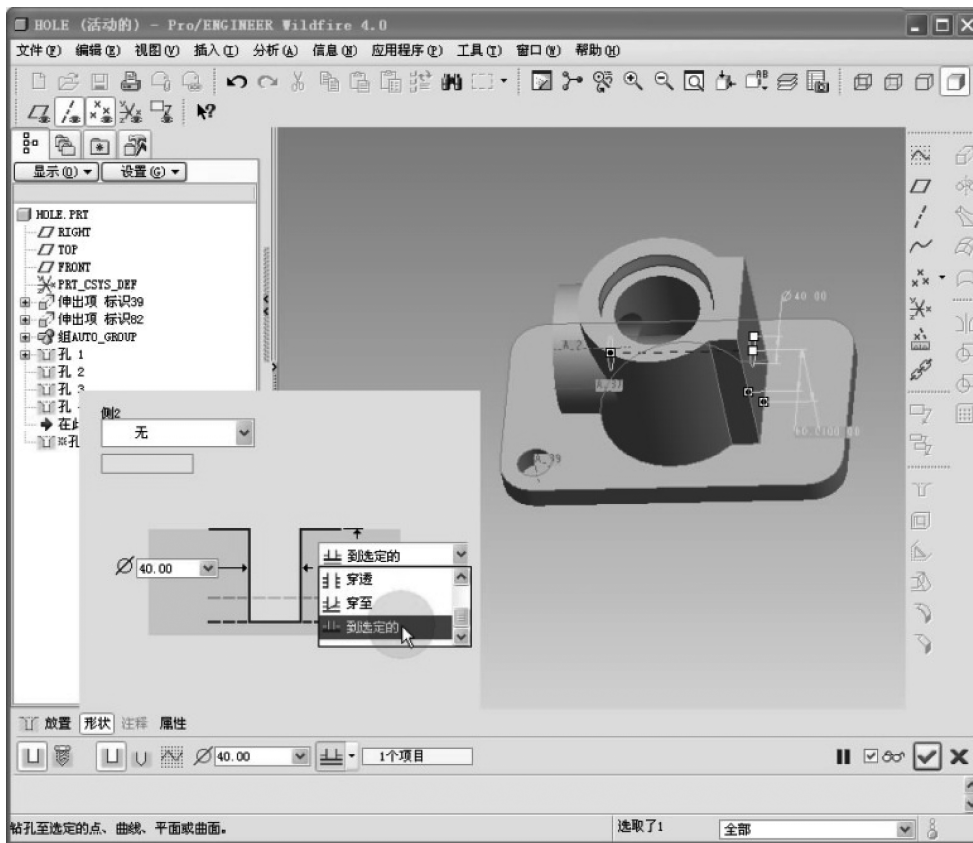 HOLE (活动的) - Pro/ENGINEER Wildfire 4.0
文件(F) 编辑(E) 视图(V) 插入(I) 分析(A) 信息(N) 应用程序(P) 工具(T) 窗口(W) 帮助(H)
显示(O) 设置(G)
HOLE.PRT
RIGHT
TOP
FRONT
PRT_CSYS_DEF
伸出项 标识39
伸出项 标识82
组AUTO_GROUP
孔 1
孔 2
孔 3
孔
在此
※孔
Ø40.00
A_2
A_37
A_39
侧2
无
Ø 40.00
到选定的
穿透
穿至
到选定的
放置 形状 注释 属性
Ø 40.00 1个项目
钻孔至选定的点、曲线、平面或曲面。
选取了1 全部